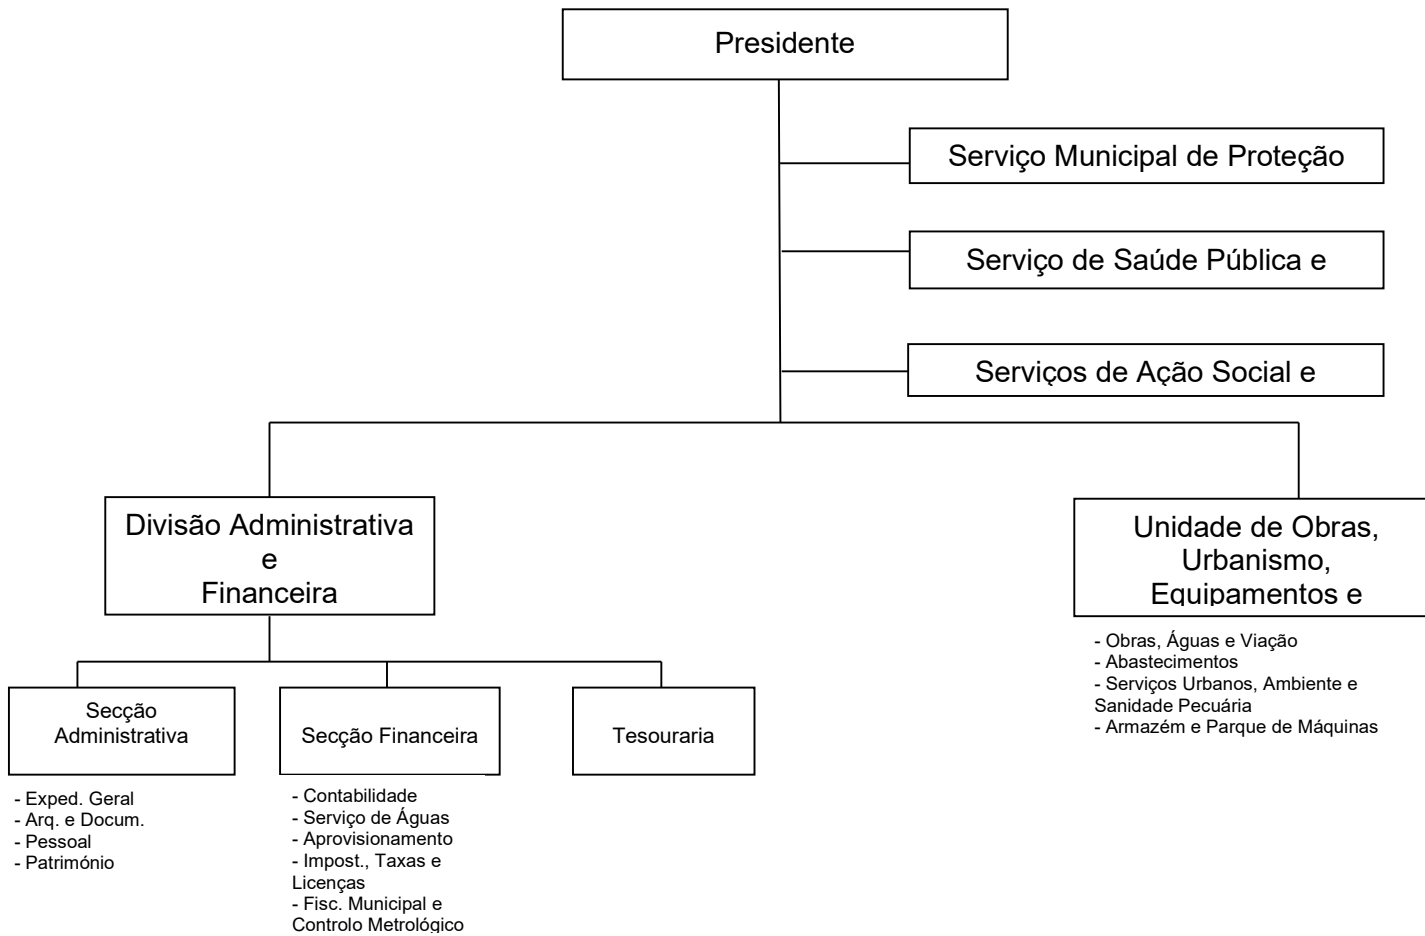 Presidente
Serviço Municipal de Proteção
Serviço de Saúde Pública e
Serviços de Ação Social e
Divisão Administrativa
e
Financeira
Unidade de Obras,
Urbanismo,
Equipamentos e
- Obras, Águas e Viação
- Abastecimentos
- Serviços Urbanos, Ambiente e
Sanidade Pecuária
- Armazém e Parque de Máquinas
Secção
Administrativa
Secção Financeira
Tesouraria
- Exped. Geral
- Arq. e Docum.
- Pessoal
- Património
- Contabilidade
- Serviço de Águas
- Aprovisionamento
- Impost., Taxas e
Licenças
- Fisc. Municipal e
Controlo Metrológico